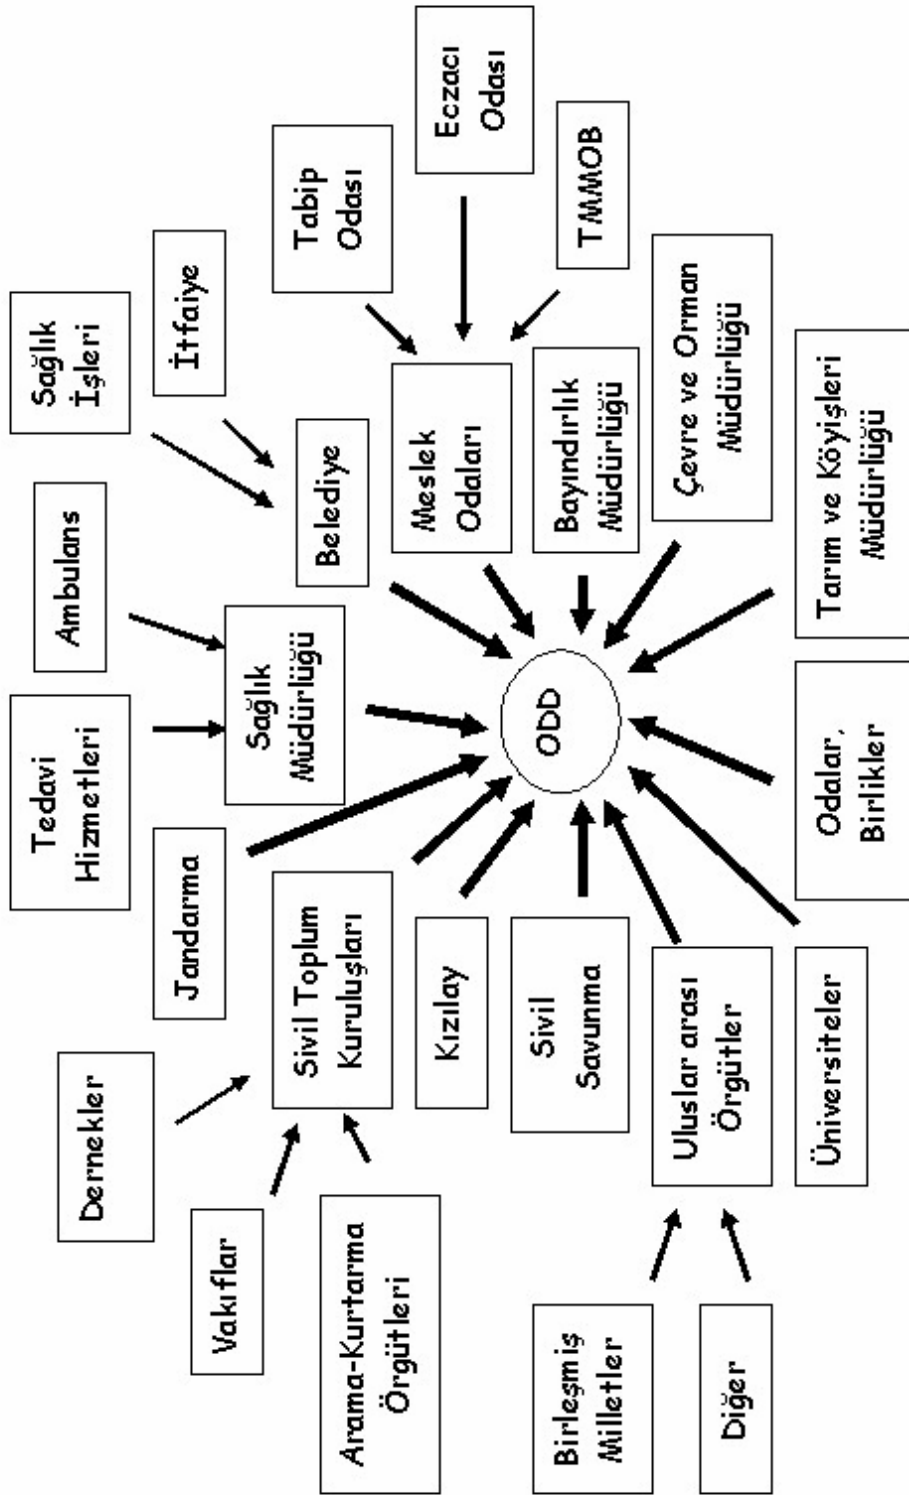 Dernekler
Tedavi
Hizmetleri
Ambulans
Sağlık
İşleri
Vakıflar
Jandarma
Sağlık
Müdürlüğü
İtfaiye
Arama-Kurtarma
Örgütleri
Sivil Toplum
Kuruluşları
Belediye
Tabip
Odası
Kızılay
Meslek
Odaları
Eczacı
Odası
Sivil
Savunma
ODD
Bayındırlık
Müdürlüğü
TMMOB
Birleşmiş
Milletler
Uluslar arası
Örgütler
Çevre ve Orman
Müdürlüğü
Diğer
Üniversiteler
Odalar,
Birlikler
Tarım ve Köyişleri
Müdürlüğü